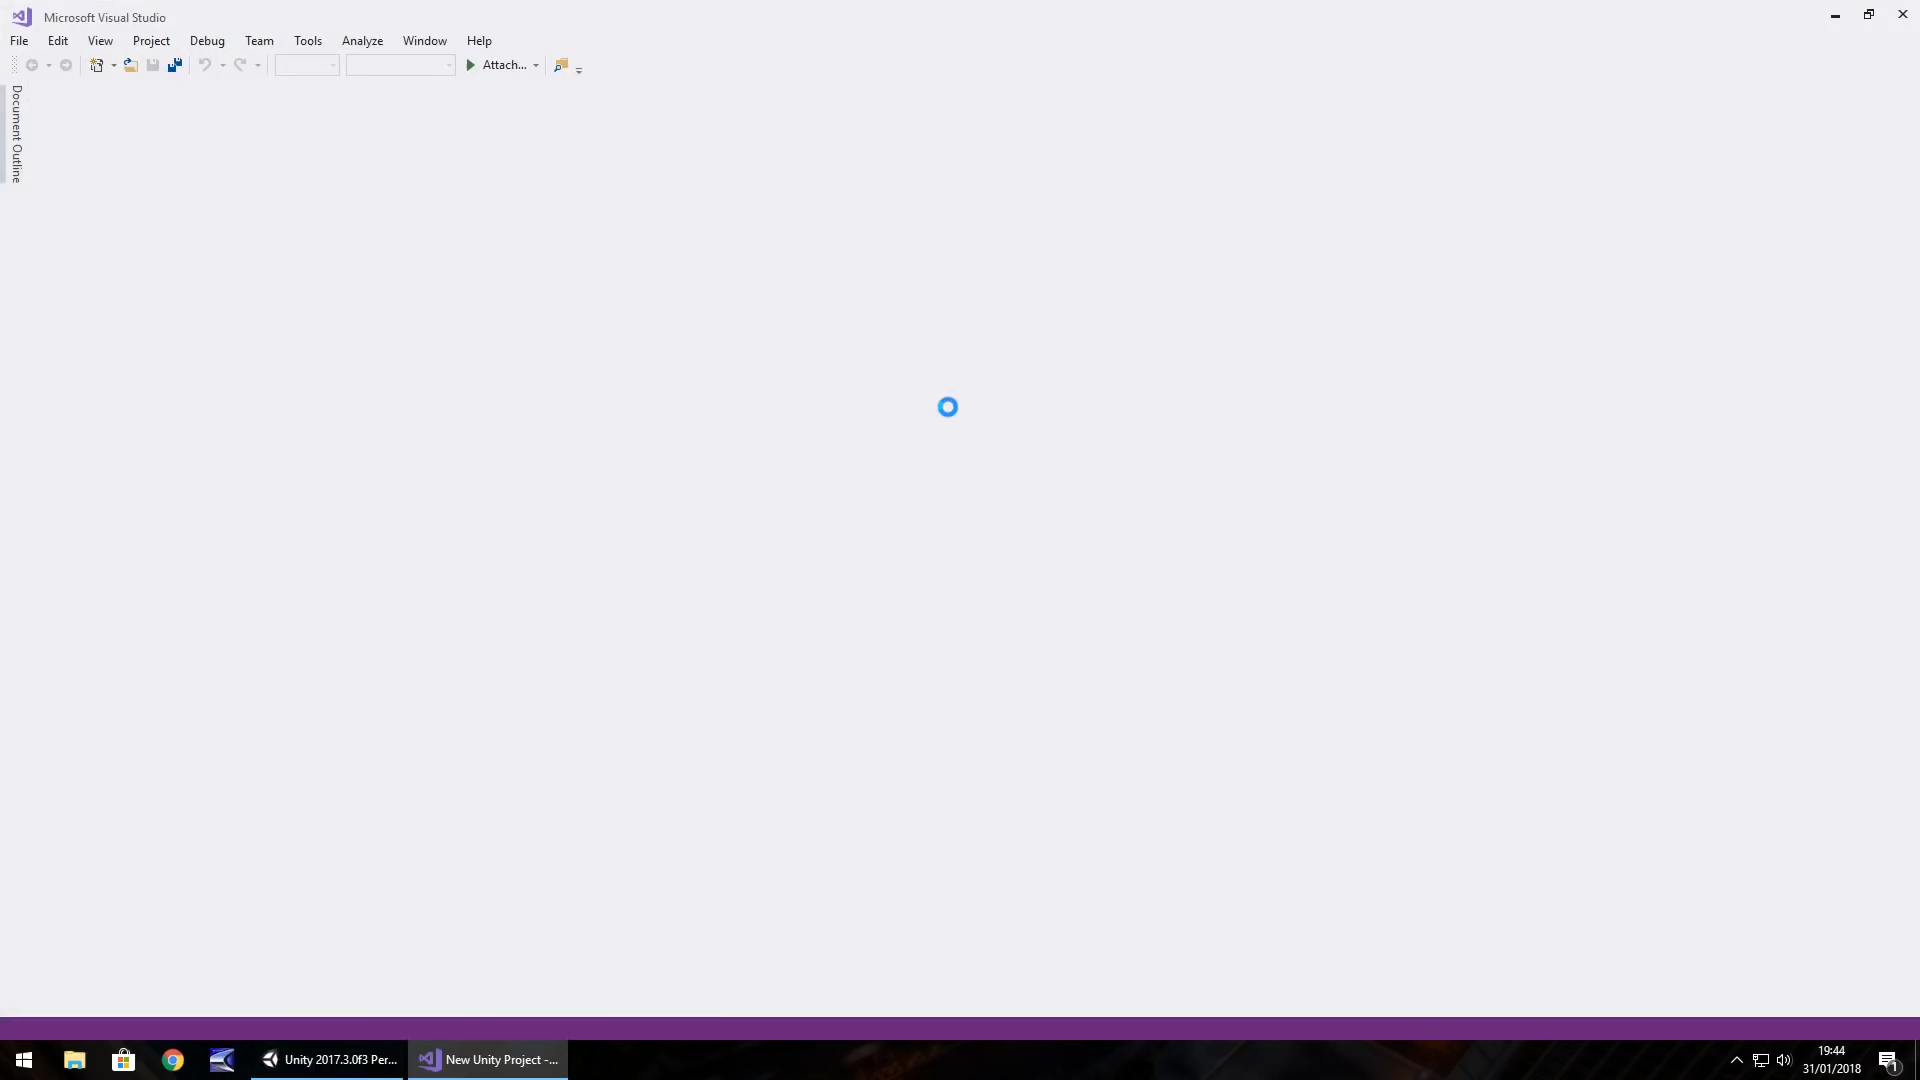 Microsoft Visual Studio
File Edit View Project Debug Team Tools Analyze Window Help
Attach...
Document Outline
Unity 2017.3.0f3 Per... New Unity Project -...
19:44
31/01/2018
1